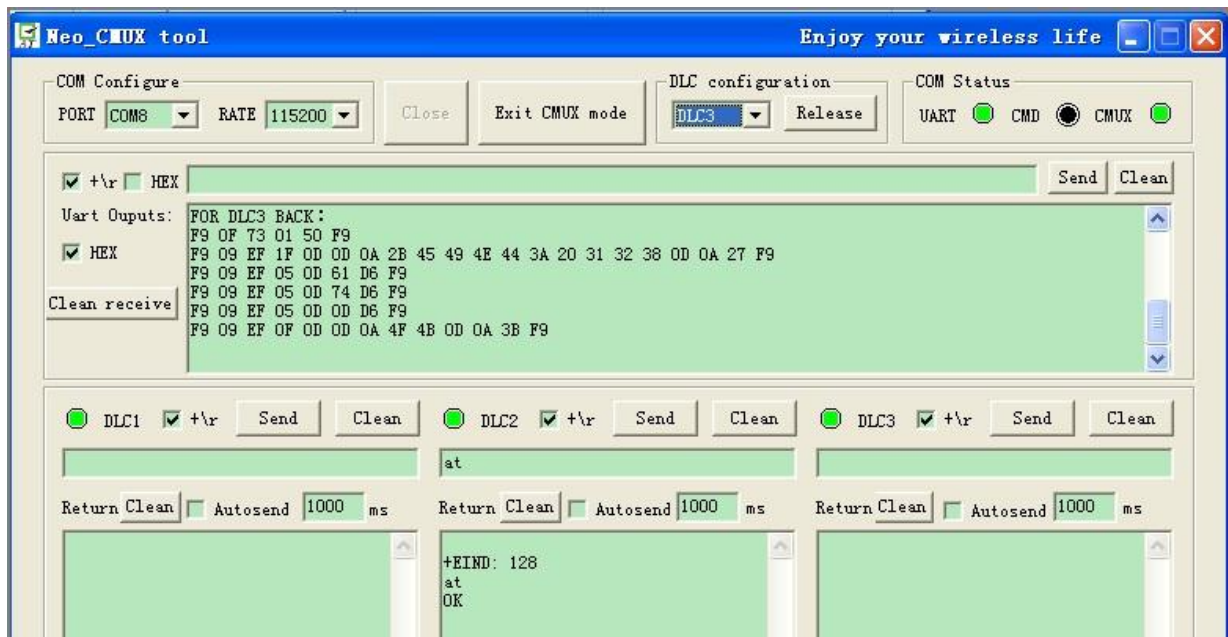 Neo_CMUX tool Enjoy your wireless life
COM Configure DLC configuration COM Status
PORT COM8 RATE 115200 Close Exit CMUX mode DLC3 Release UART CMD CMUX
+\r HEX Send Clean
Uart Ouputs:
HEX
Clean receive
FOR DLC3 BACK:
F9 0F 73 01 50 F9
F9 09 EF 1F 0D 0D 0A 2B 45 49 4E 44 3A 20 31 32 38 0D 0A 27 F9
F9 09 EF 05 0D 61 D6 F9
F9 09 EF 05 0D 74 D6 F9
F9 09 EF 05 0D 0D D6 F9
F9 09 EF 0F 0D 0D 0A 4F 4B 0D 0A 3B F9
DLC1 +\r Send Clean DLC2 +\r Send Clean DLC3 +\r Send Clean
at
Return Clean Autosend 1000 ms Return Clean Autosend 1000 ms Return Clean Autosend 1000 ms
+EIND: 128
at
OK